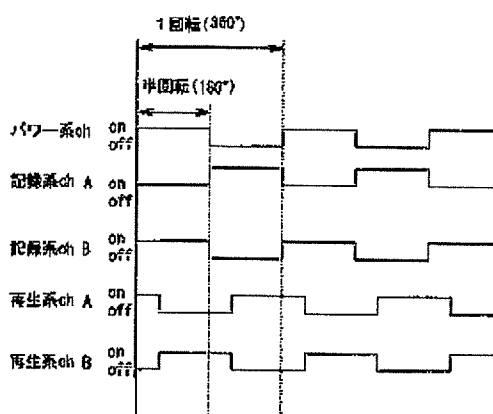 1回転(360°)
半回転(180°)
パワー系ch on
off
記録系ch A on
off
記録系ch B on
off
再生系ch A on
off
再生系ch B on
off